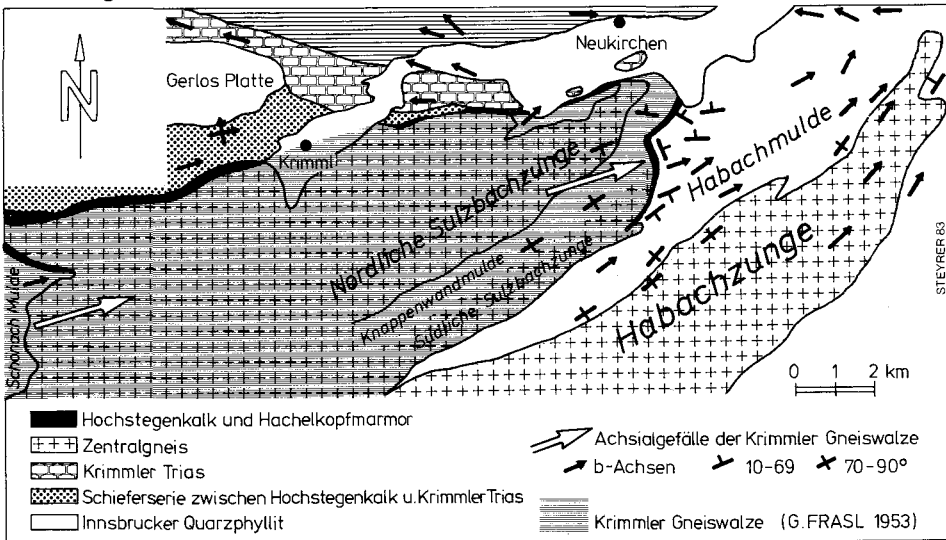 N
Gerlos Platte
Krimml
Neukirchen
Nördliche Sulzbachzunge
Knappenwandmulde
Südliche Sulzbachzunge
Habachmulde
Habachzunge
Schönach Mulde
STEYRER 83
0 1 2 km
Hochstegenkalk und Hachelkopfmarmor
Zentralgneis
Krimmler Trias
Schieferserie zwischen Hochstegenkalk u. Krimmler Trias
Innsbrucker Quarzphyllit
Achsialgefälle der Krimmler Gneiswalze
b-Achsen 10-69 70-90°
Krimmler Gneiswalze (G. FRASL 1953)